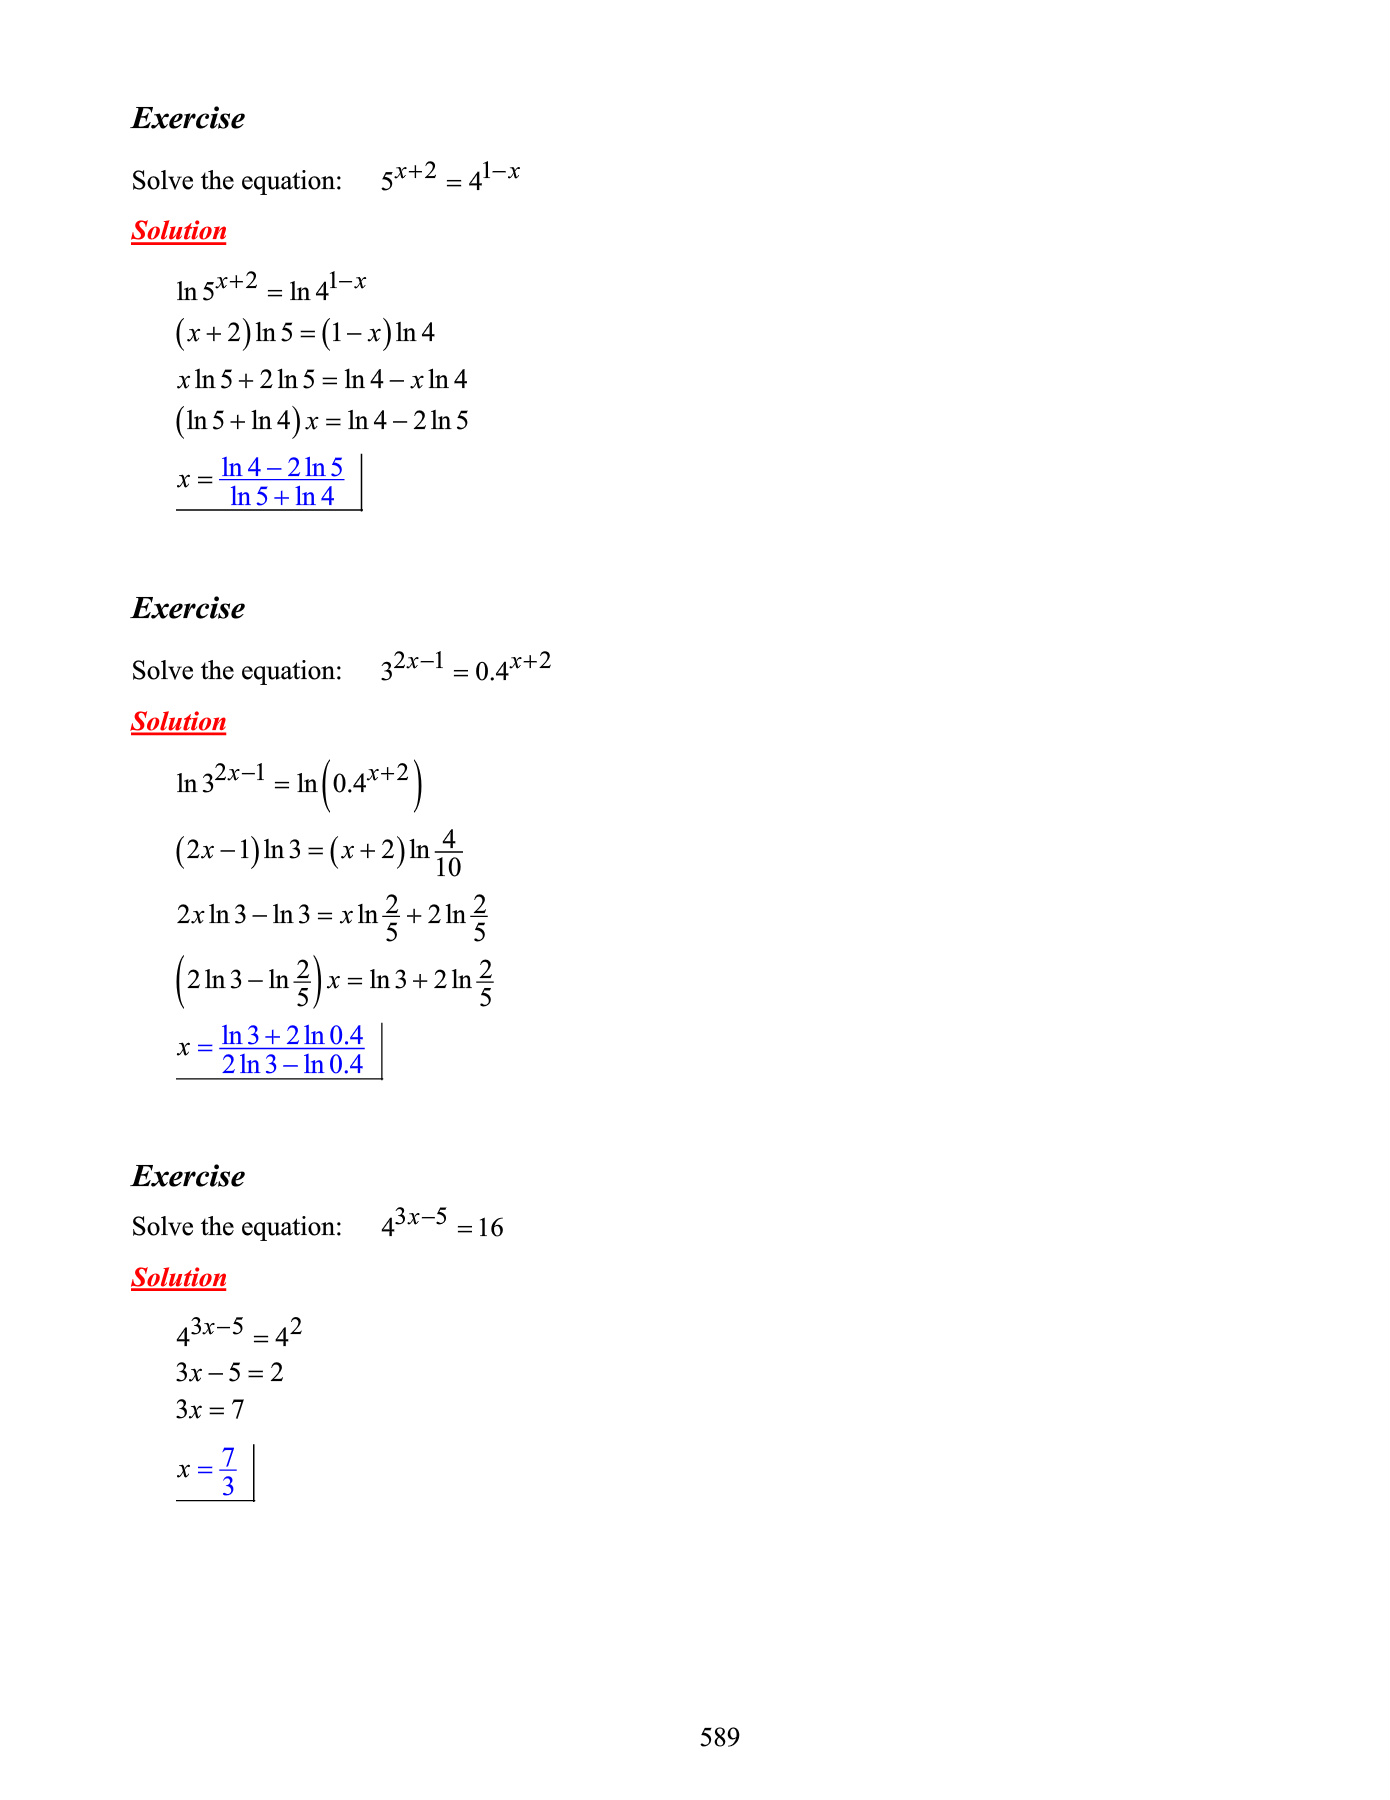 Exercise
Solve the equation: $5^{x+2} = 4^{1-x}$
Solution
$\ln 5^{x+2} = \ln 4^{1-x}$
$(x+2)\ln 5 = (1-x)\ln 4$
$x\ln 5 + 2\ln 5 = \ln 4 - x\ln 4$
$(\ln 5 + \ln 4)x = \ln 4 - 2\ln 5$
$x = \frac{\ln 4 - 2\ln 5}{\ln 5 + \ln 4}$
Exercise
Solve the equation: $3^{2x-1} = 0.4^{x+2}$
Solution
$\ln 3^{2x-1} = \ln\left(0.4^{x+2}\right)$
$(2x-1)\ln 3 = (x+2)\ln\frac{4}{10}$
$2x\ln 3 - \ln 3 = x\ln\frac{2}{5} + 2\ln\frac{2}{5}$
$\left(2\ln 3 - \ln\frac{2}{5}\right)x = \ln 3 + 2\ln\frac{2}{5}$
$x = \frac{\ln 3 + 2\ln 0.4}{2\ln 3 - \ln 0.4}$
Exercise
Solve the equation: $4^{3x-5} = 16$
Solution
$4^{3x-5} = 4^2$
$3x - 5 = 2$
$3x = 7$
$x = \frac{7}{3}$
589